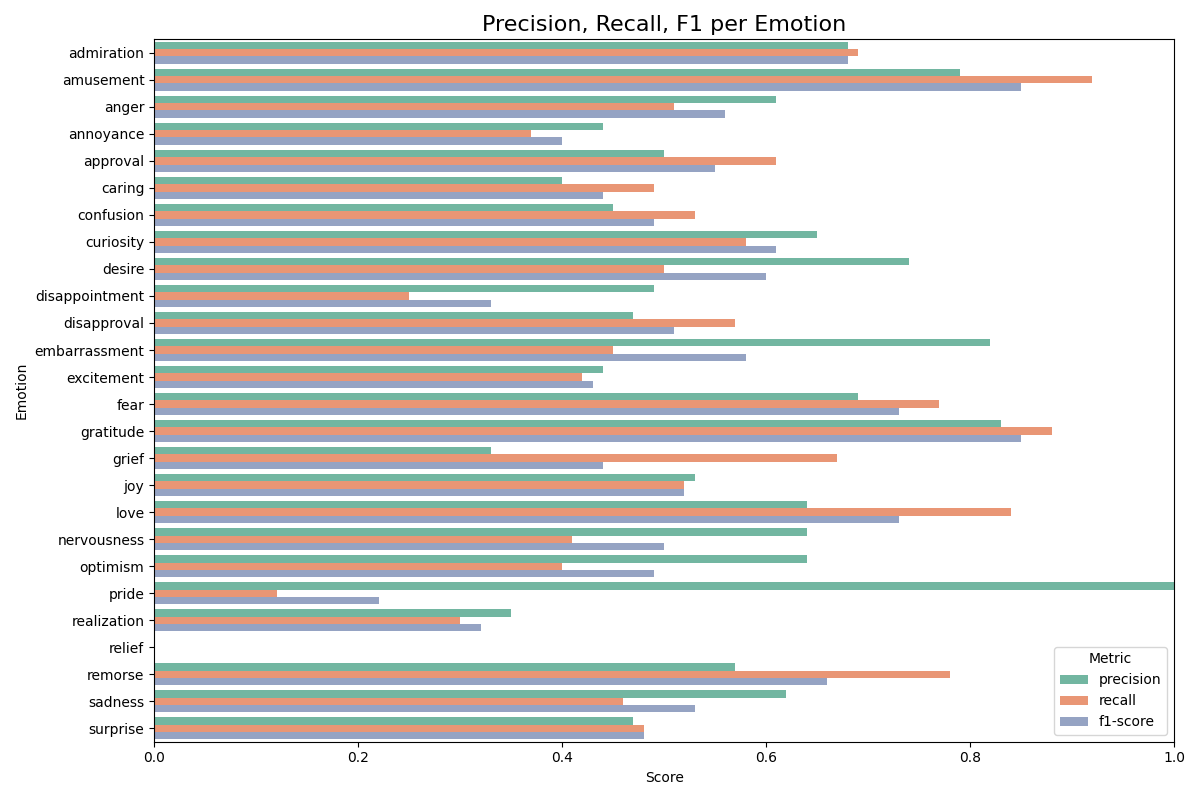 Precision, Recall, F1 per Emotion
Emotion
admiration
amusement
anger
annoyance
approval
caring
confusion
curiosity
desire
disappointment
disapproval
embarrassment
excitement
fear
gratitude
grief
joy
love
nervousness
optimism
pride
realization
relief
remorse
sadness
surprise
Metric
precision
recall
f1-score
0.0 0.2 0.4 0.6 0.8 1.0
Score